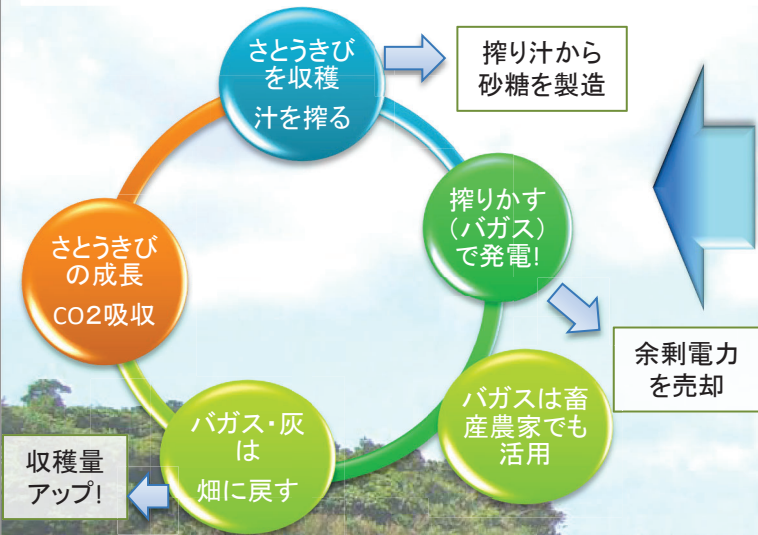 さとうきび
を収穫
汁を搾る
搾り汁から
砂糖を製造
搾りかす
(バガス)
で発電!
余剰電力
を売却
バガスは畜
産農家でも
活用
バガス・灰
は
畑に戻す
収穫量
アップ!
さとうきび
の成長
CO2吸収